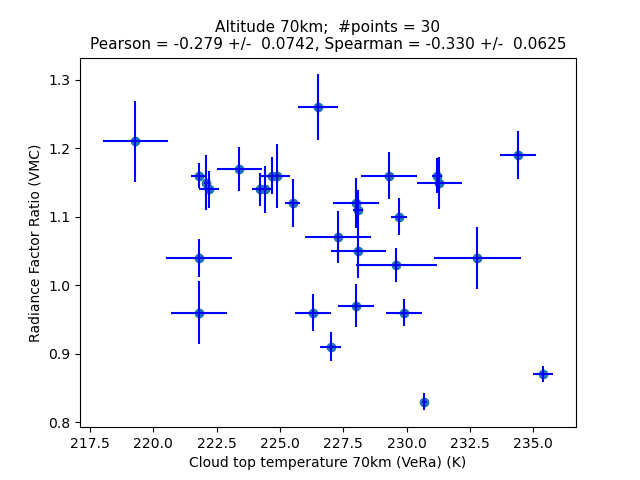 Altitude 70km;  #points = 30
Pearson = -0.279 +/-  0.0742, Spearman = -0.330 +/-  0.0625
1.3
1.2
1.1
1.0
0.9
0.8
Radiance Factor Ratio (VMC)
217.5 220.0 222.5 225.0 227.5 230.0 232.5 235.0
Cloud top temperature 70km (VeRa) (K)